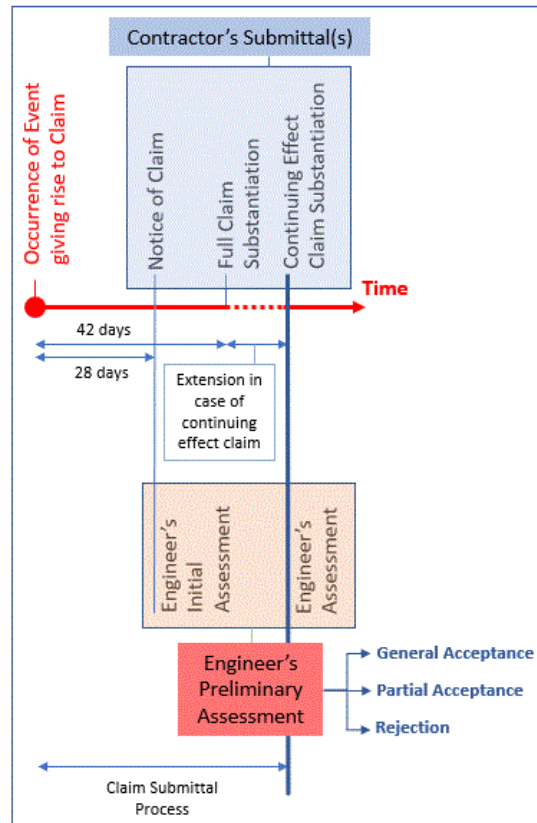 Contractor's Submittal(s)
Occurrence of Event
giving rise to Claim
Notice of Claim
Full Claim
Substantiation
Continuing Effect
Claim Substantiation
Time
42 days
28 days
Extension in
case of
continuing
effect claim
Engineer's
Initial
Assessment
Engineer's
Assessment
Engineer's
Preliminary
Assessment
General Acceptance
Partial Acceptance
Rejection
Claim Submittal
Process